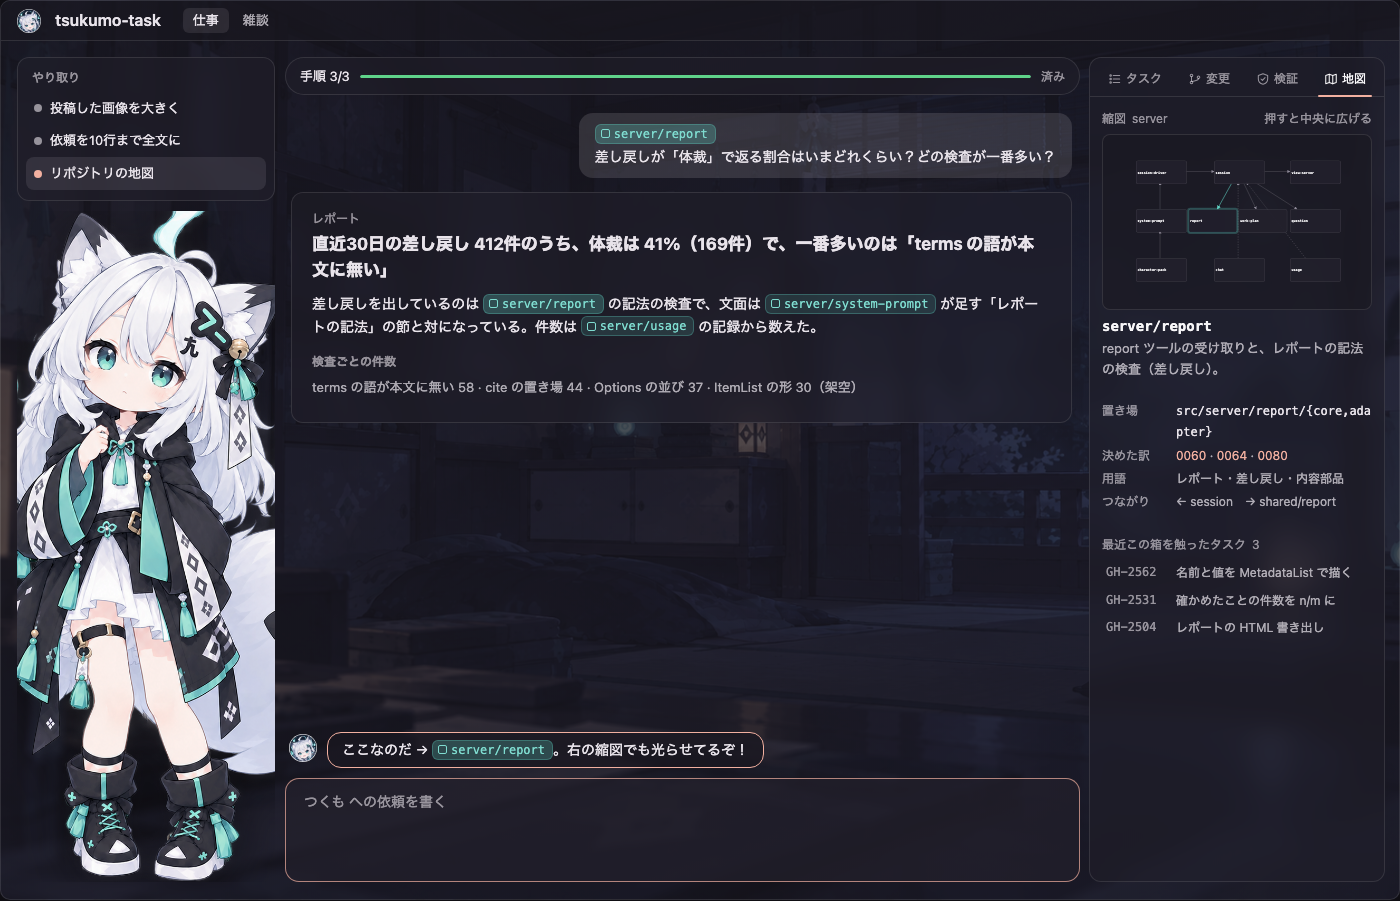 tsukumo-task 仕事 雑談
やり取り
投稿した画像を大きく
依頼を10行まで全文に
リポジトリの地図
手順 3/3 済み
server/report
差し戻しが「体裁」で返る割合はいまどれくらい？どの検査が一番多い？
レポート
直近30日の差し戻し 412件のうち、体裁は 41%（169件）で、一番多いのは「terms の語が本
文に無い」
差し戻しを出しているのは server/report の記法の検査で、文面は server/system-prompt が足す「レポー
トの記法」の節と対になっている。件数は server/usage の記録から数えた。
検査ごとの件数
terms の語が本文に無い 58 · cite の置き場 44 · Options の並び 37 · ItemList の形 30（架空）
ここなのだ → server/report。右の縮図でも光らせてるぞ！
つくも への依頼を書く
タスク 変更 検証 地図
縮図 server 押すと中央に広げる
session-driver session view-server
system-prompt report work-plan question
character-pack chat usage
server/report
report ツールの受け取りと、レポートの記法
の検査（差し戻し）。
置き場 src/server/report/{core,ada
pter}
決めた訳 0060 · 0064 · 0080
用語 レポート・差し戻し・内容部品
つながり ← session → shared/report
最近この箱を触ったタスク 3
GH-2562 名前と値を MetadataList で描く
GH-2531 確かめたことの件数を n/m に
GH-2504 レポートの HTML 書き出し